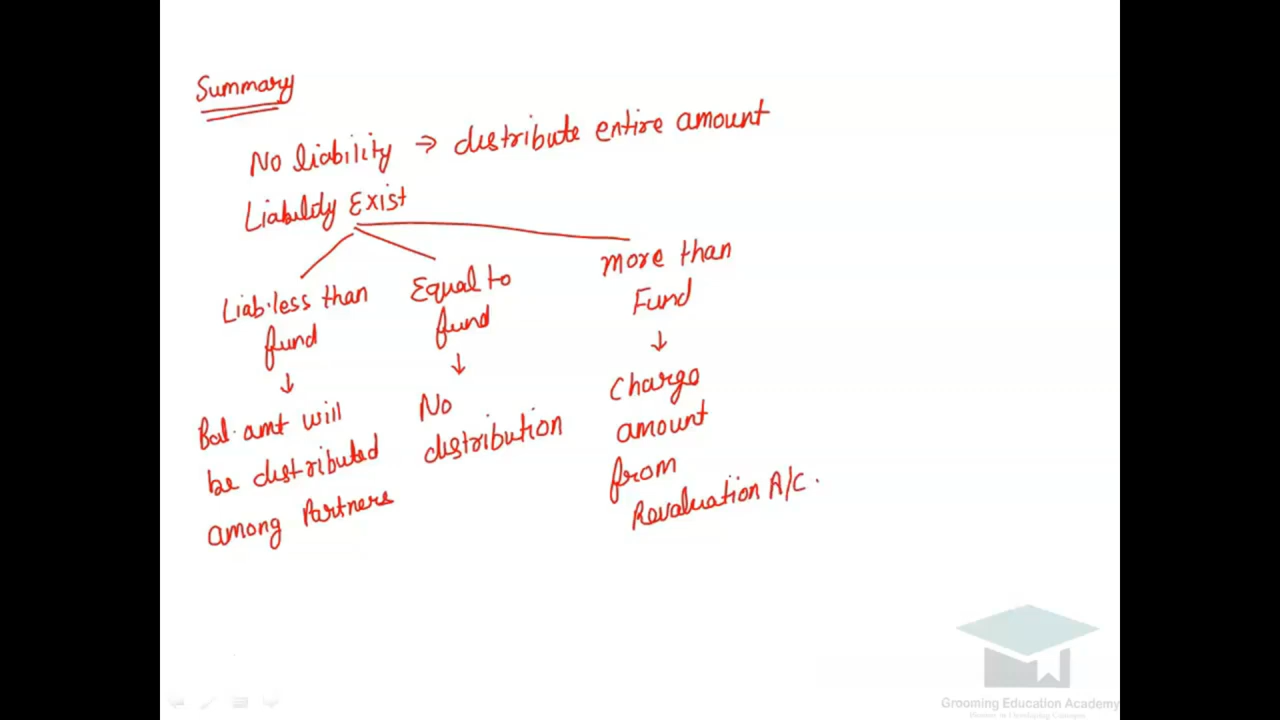 Summary
No liability → distribute entire amount
Liability Exist
Liab. less than
fund
↓
Bal. amt will
be distributed
among Partners
Equal to
fund
↓
No
distribution
more than
Fund
↓
Charge
amount
from
Revaluation A/C.
Grooming Education Academy